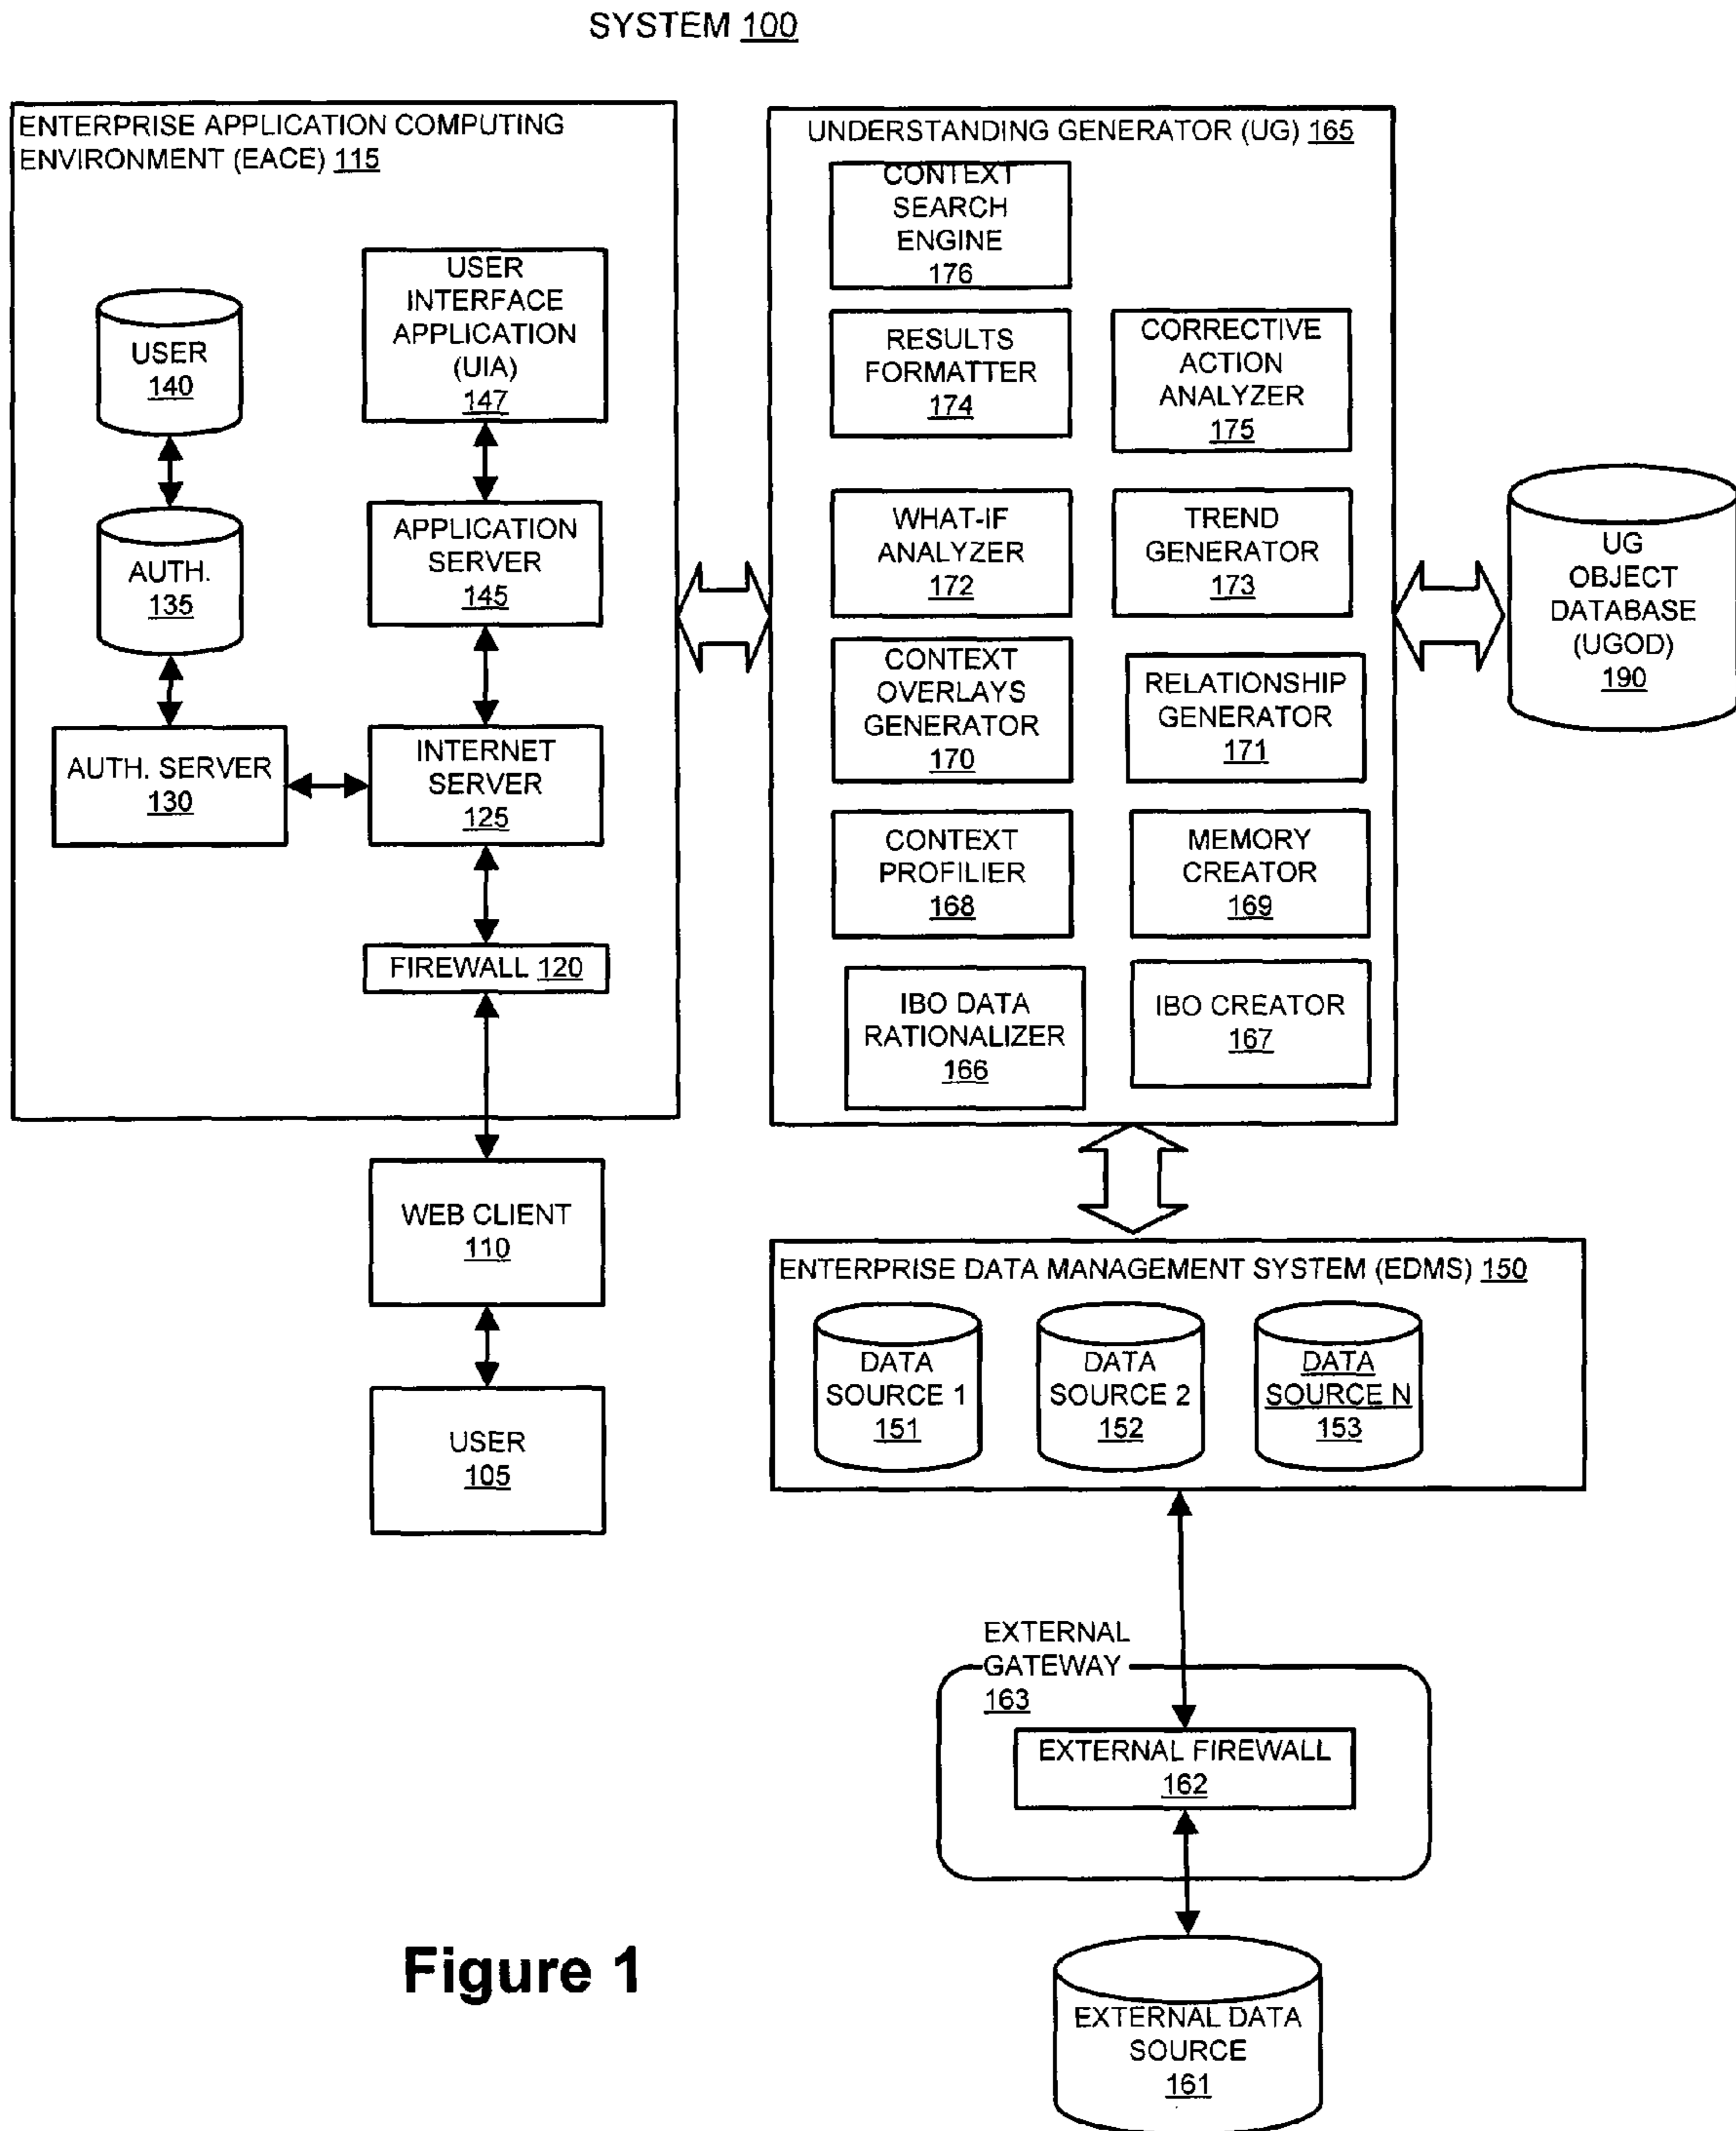 SYSTEM 100
ENTERPRISE APPLICATION COMPUTING
ENVIRONMENT (EACE) 115
USER
INTERFACE
APPLICATION
(UIA)
147
USER
140
APPLICATION
SERVER
145
AUTH.
135
AUTH. SERVER
130
INTERNET
SERVER
125
FIREWALL 120
WEB CLIENT
110
USER
105
UNDERSTANDING GENERATOR (UG) 165
CONTEXT
SEARCH
ENGINE
176
RESULTS
FORMATTER
174
CORRECTIVE
ACTION
ANALYZER
175
WHAT-IF
ANALYZER
172
TREND
GENERATOR
173
CONTEXT
OVERLAYS
GENERATOR
170
RELATIONSHIP
GENERATOR
171
CONTEXT
PROFILIER
168
MEMORY
CREATOR
169
IBO DATA
RATIONALIZER
166
IBO CREATOR
167
UG
OBJECT
DATABASE
(UGOD)
190
ENTERPRISE DATA MANAGEMENT SYSTEM (EDMS) 150
DATA
SOURCE 1
151
DATA
SOURCE 2
152
DATA
SOURCE N
153
EXTERNAL
GATEWAY
163
EXTERNAL FIREWALL
162
EXTERNAL DATA
SOURCE
161
Figure 1